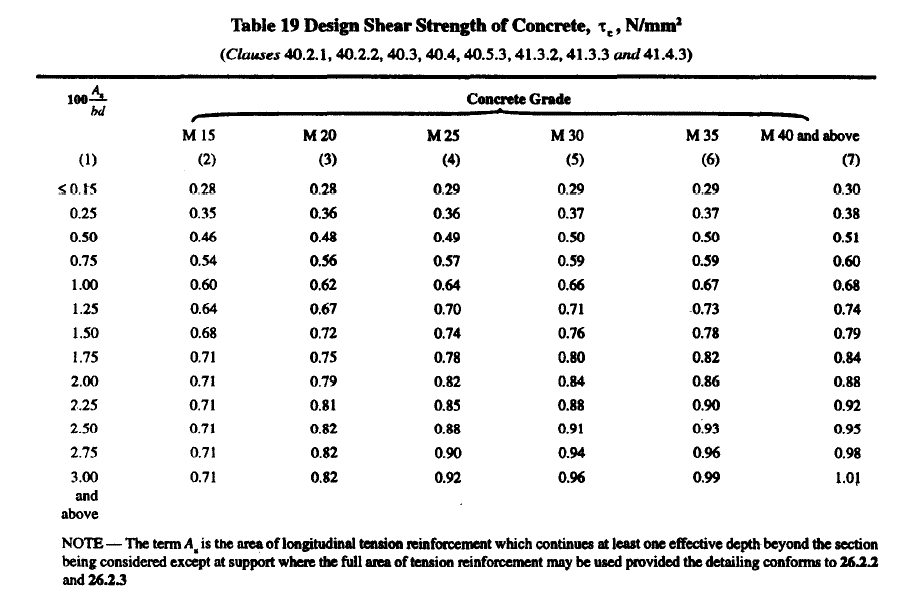 Table 19 Design Shear Strength of Concrete, τc, N/mm²
(Clauses 40.2.1, 40.2.2, 40.3, 40.4, 40.5.3, 41.3.2, 41.3.3 and 41.4.3)
100 As/bd Concrete Grade
M 15 M 20 M 25 M 30 M 35 M 40 and above
(1) (2) (3) (4) (5) (6) (7)
≤ 0.15 0.28 0.28 0.29 0.29 0.29 0.30
0.25 0.35 0.36 0.36 0.37 0.37 0.38
0.50 0.46 0.48 0.49 0.50 0.50 0.51
0.75 0.54 0.56 0.57 0.59 0.59 0.60
1.00 0.60 0.62 0.64 0.66 0.67 0.68
1.25 0.64 0.67 0.70 0.71 0.73 0.74
1.50 0.68 0.72 0.74 0.76 0.78 0.79
1.75 0.71 0.75 0.78 0.80 0.82 0.84
2.00 0.71 0.79 0.82 0.84 0.86 0.88
2.25 0.71 0.81 0.85 0.88 0.90 0.92
2.50 0.71 0.82 0.88 0.91 0.93 0.95
2.75 0.71 0.82 0.90 0.94 0.96 0.98
3.00 0.71 0.82 0.92 0.96 0.99 1.01
and
above
NOTE — The term As is the area of longitudinal tension reinforcement which continues at least one effective depth beyond the section
being considered except at support where the full area of tension reinforcement may be used provided the detailing conforms to 26.2.2
and 26.2.3